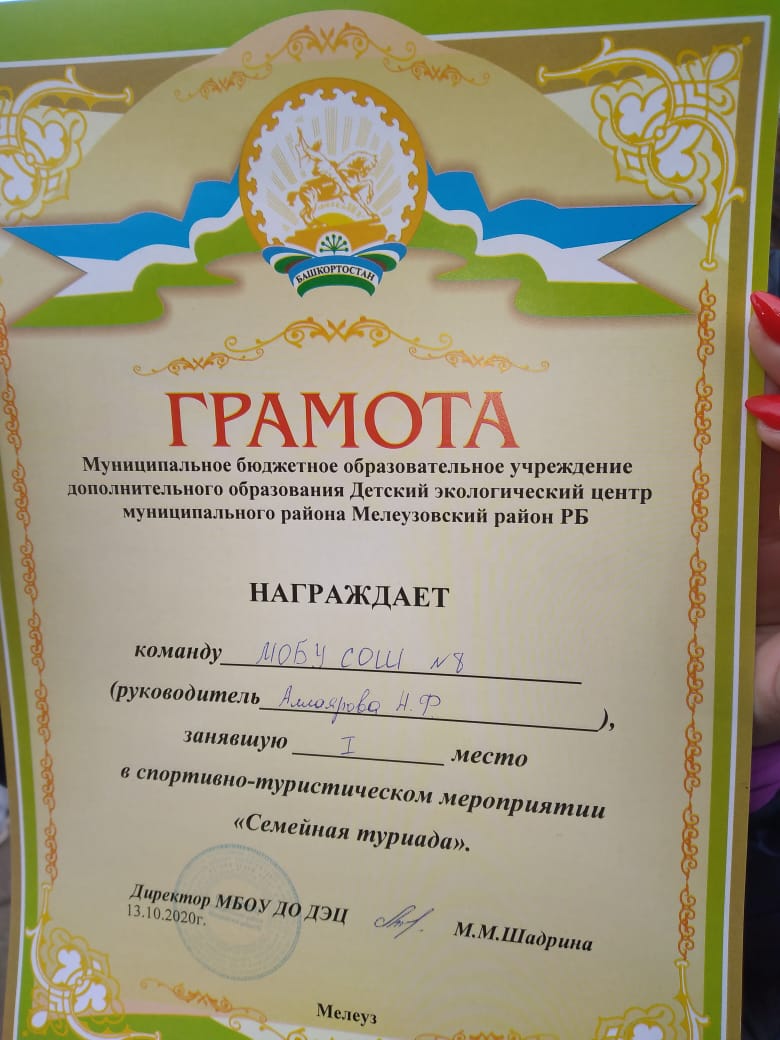 БАШКОРТОСТАН
ГРАМОТА
Муниципальное бюджетное образовательное учреждение
дополнительного образования Детский экологический центр
муниципального района Мелеузовский район РБ
НАГРАЖДАЕТ
команду МОБУ СОШ №8
(руководитель Аллаярова Н.Ф. ),
занявшую I место
в спортивно-туристическом мероприятии
«Семейная туриада».
Директор МБОУ ДО ДЭЦ М.М.Шадрина
13.10.2020г.
Мелеуз